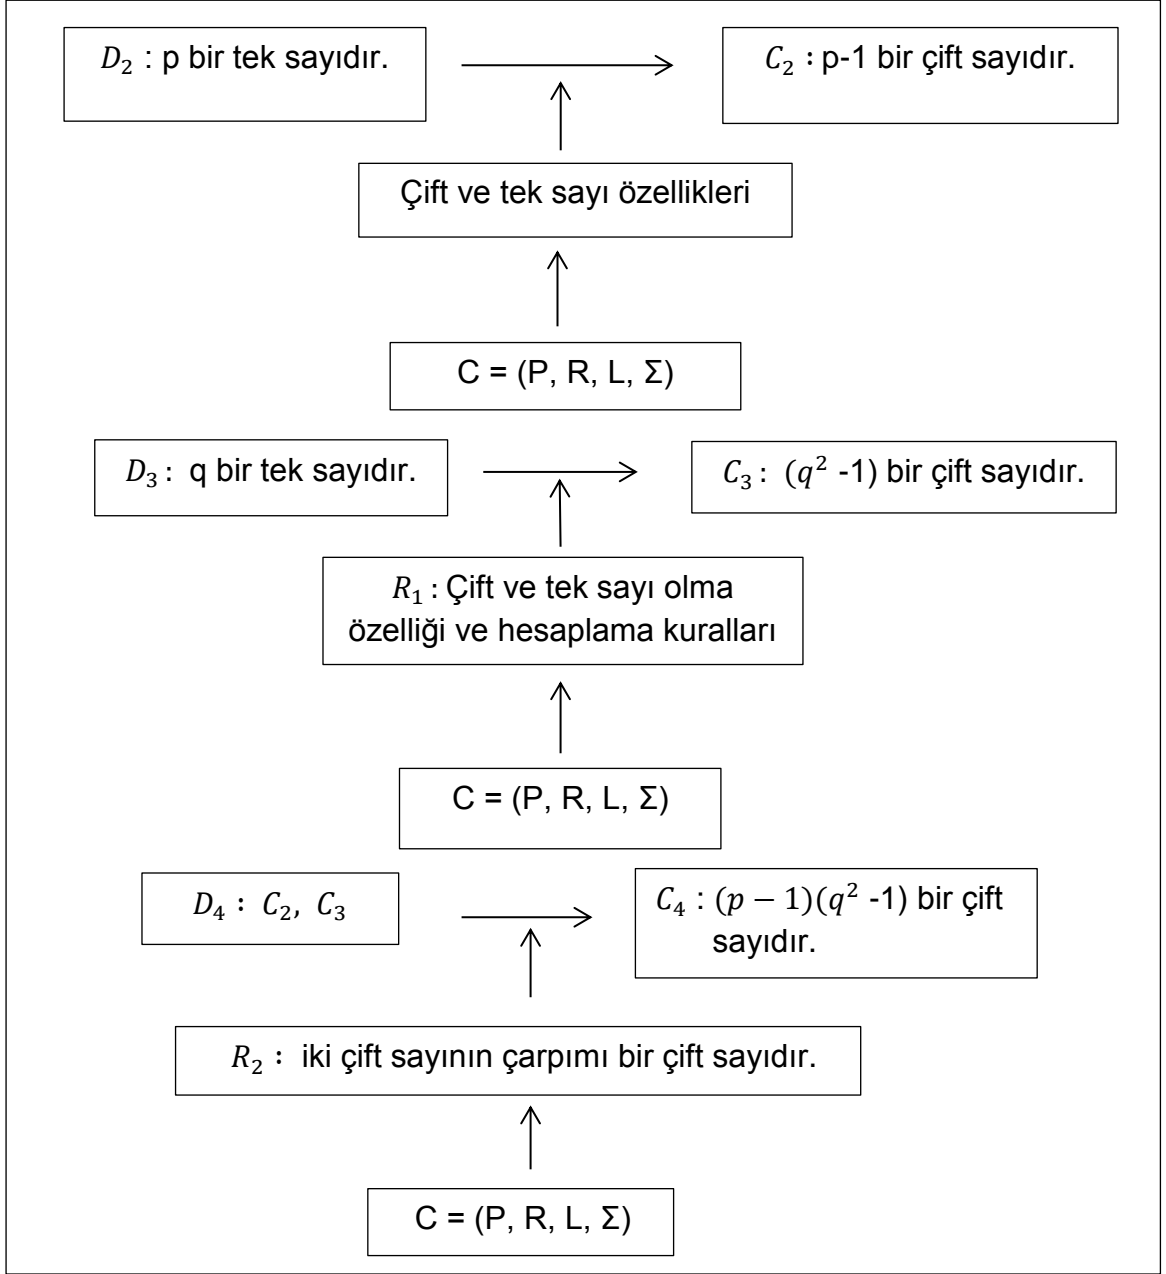 D₂ : p bir tek sayıdır.
C₂ : p-1 bir çift sayıdır.
Çift ve tek sayı özellikleri
C = (P, R, L, Σ)
D₃ : q bir tek sayıdır.
C₃ : (q² -1) bir çift sayıdır.
R₁ : Çift ve tek sayı olma
özelliği ve hesaplama kuralları
C = (P, R, L, Σ)
D₄ : C₂, C₃
C₄ : (p − 1)(q² -1) bir çift
sayıdır.
R₂ : iki çift sayının çarpımı bir çift sayıdır.
C = (P, R, L, Σ)